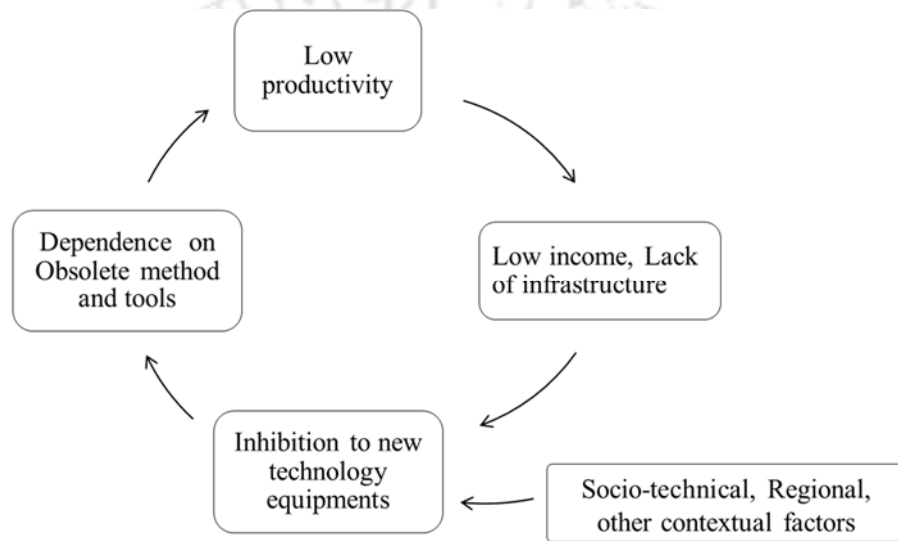 Low
productivity
Low income, Lack
of infrastructure
Dependence on
Obsolete method
and tools
Inhibition to new
technology
equipments
Socio-technical, Regional,
other contextual factors